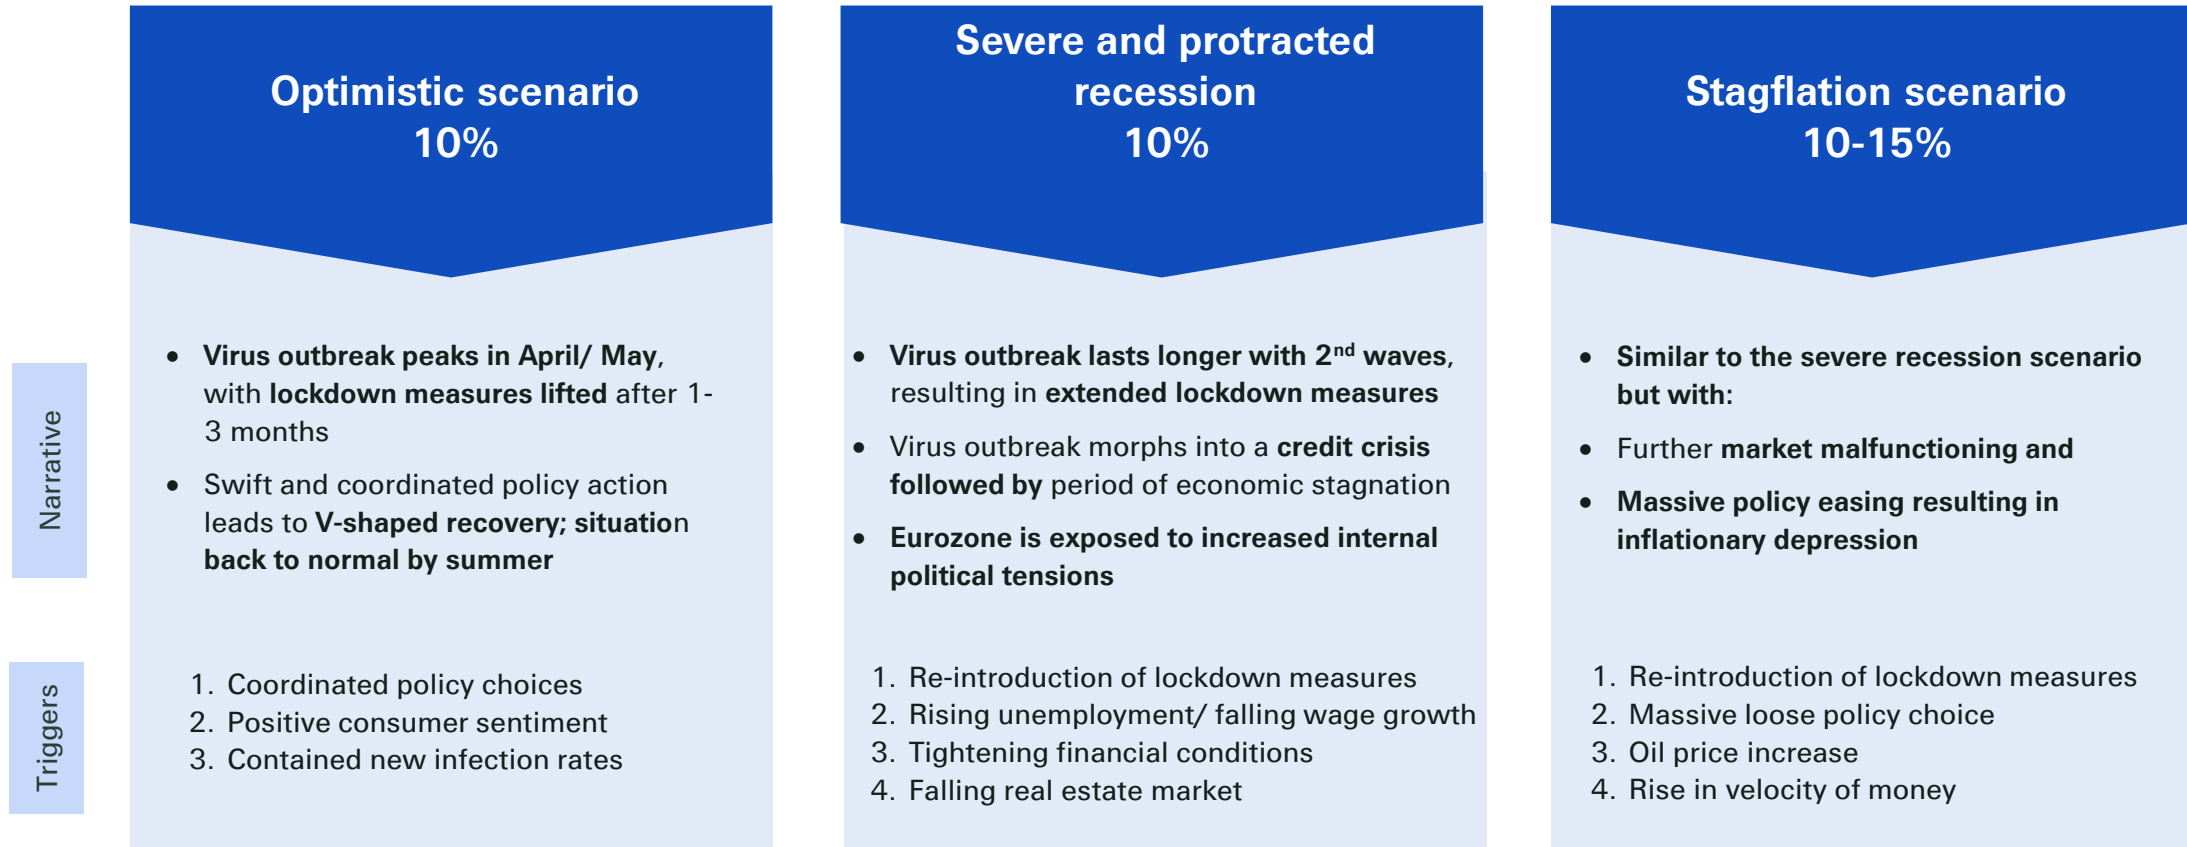 Optimistic scenario
10%
Severe and protracted
recession
10%
Stagflation scenario
10-15%
Narrative
• Virus outbreak peaks in April/ May,
with lockdown measures lifted after 1-
3 months
• Swift and coordinated policy action
leads to V-shaped recovery; situation
back to normal by summer
• Virus outbreak lasts longer with 2nd waves,
resulting in extended lockdown measures
• Virus outbreak morphs into a credit crisis
followed by period of economic stagnation
• Eurozone is exposed to increased internal
political tensions
• Similar to the severe recession scenario
but with:
• Further market malfunctioning and
• Massive policy easing resulting in
inflationary depression
Triggers
1. Coordinated policy choices
2. Positive consumer sentiment
3. Contained new infection rates
1. Re-introduction of lockdown measures
2. Rising unemployment/ falling wage growth
3. Tightening financial conditions
4. Falling real estate market
1. Re-introduction of lockdown measures
2. Massive loose policy choice
3. Oil price increase
4. Rise in velocity of money